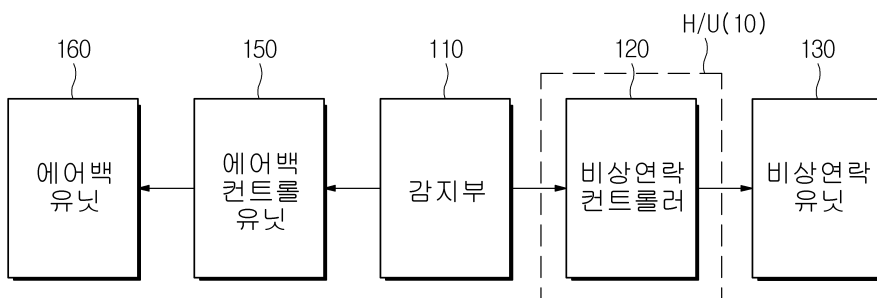 H/U(10)
160
150
110
120
130
에어백
유닛
에어백
컨트롤
유닛
감지부
비상연락
컨트롤러
비상연락
유닛